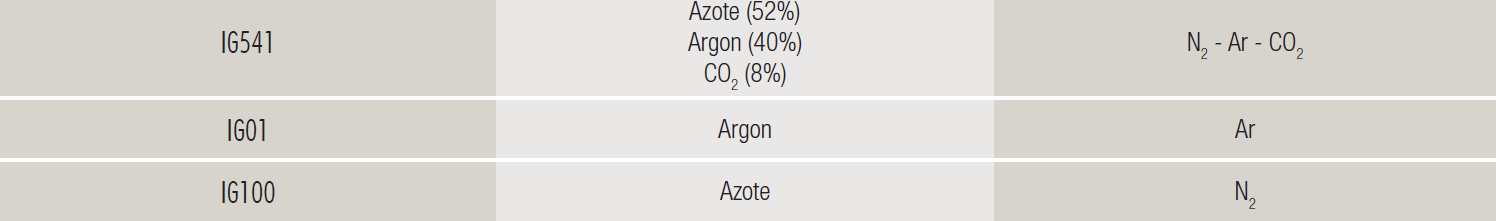 Azote (52%)
IG541 Argon (40%) N₂ - Ar - CO₂
CO₂ (8%)
IG01 Argon Ar
IG100 Azote N₂